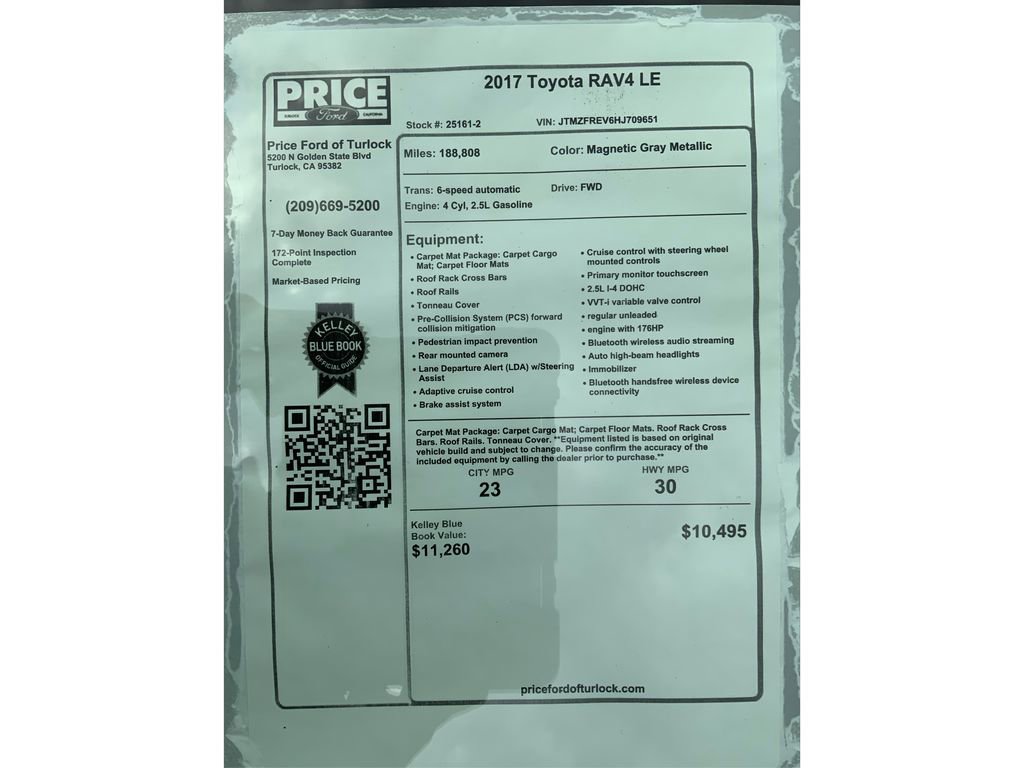 PRICE
TURLOCK Ford CALIFORNIA
2017 Toyota RAV4 LE
Stock #: 25161-2
VIN: JTMZFREV6HJ709651
Price Ford of Turlock
5200 N Golden State Blvd
Turlock, CA 95382
(209)669-5200
7-Day Money Back Guarantee
172-Point Inspection
Complete
Market-Based Pricing
KELLEY
BLUE BOOK
OFFICIAL GUIDE
Miles: 188,808
Color: Magnetic Gray Metallic
Trans: 6-speed automatic
Drive: FWD
Engine: 4 Cyl, 2.5L Gasoline
Equipment:
• Carpet Mat Package: Carpet Cargo
Mat; Carpet Floor Mats
• Roof Rack Cross Bars
• Roof Rails
• Tonneau Cover
• Pre-Collision System (PCS) forward
collision mitigation
• Pedestrian impact prevention
• Rear mounted camera
• Lane Departure Alert (LDA) w/Steering
Assist
• Adaptive cruise control
• Brake assist system
• Cruise control with steering wheel
mounted controls
• Primary monitor touchscreen
• 2.5L I-4 DOHC
• VVT-i variable valve control
• regular unleaded
• engine with 176HP
• Bluetooth wireless audio streaming
• Auto high-beam headlights
• Immobilizer
• Bluetooth handsfree wireless device
connectivity
Carpet Mat Package: Carpet Cargo Mat; Carpet Floor Mats. Roof Rack Cross
Bars. Roof Rails. Tonneau Cover. **Equipment listed is based on original
vehicle build and subject to change. Please confirm the accuracy of the
included equipment by calling the dealer prior to purchase.**
CITY MPG
23
HWY MPG
30
Kelley Blue
Book Value:
$11,260
$10,495
pricefordofturlock.com